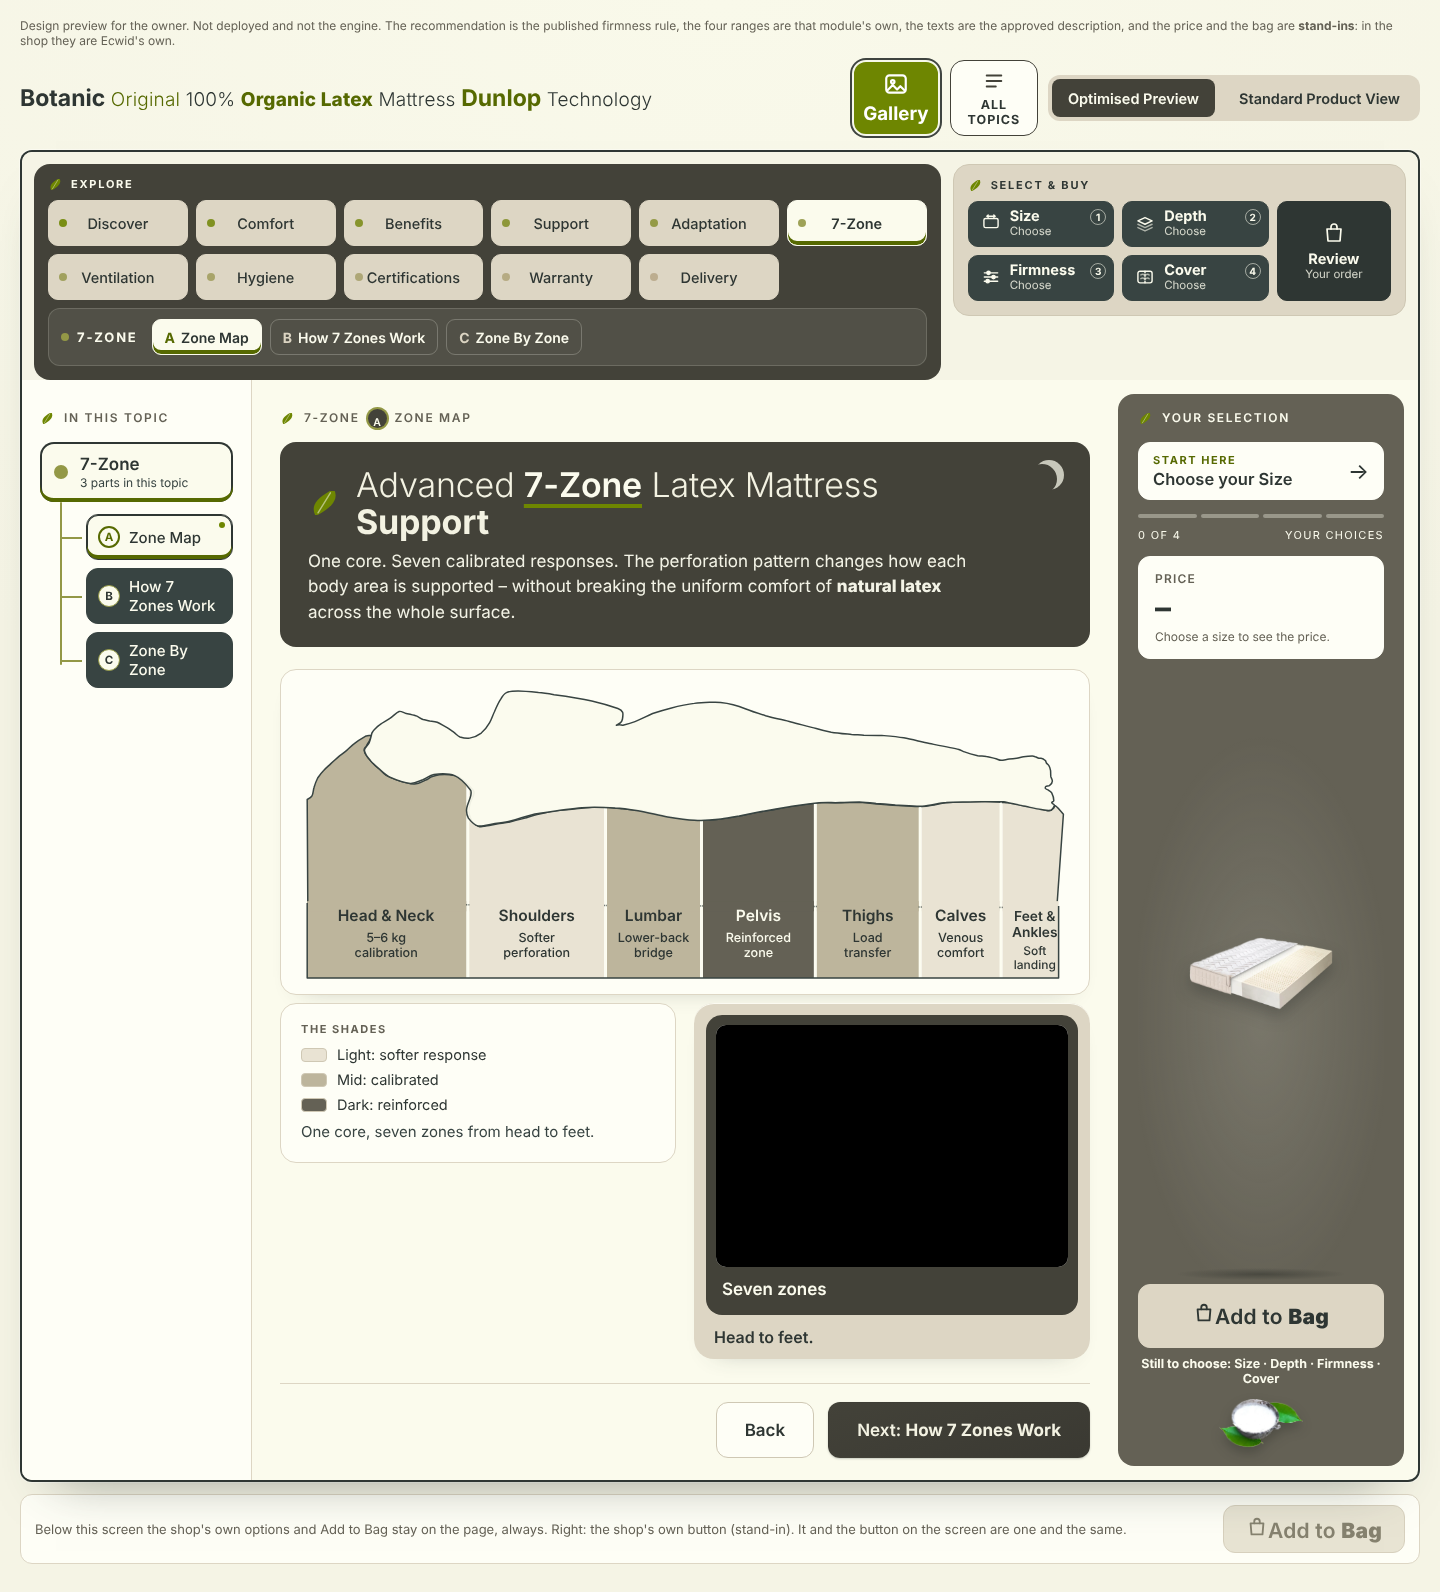 Design preview for the owner. Not deployed and not the engine. The recommendation is the published firmness rule, the four ranges are that module's own, the texts are the approved description, and the price and the bag are stand-ins: in the
shop they are Ecwid's own.
Botanic Original 100% Organic Latex Mattress Dunlop Technology
Gallery
ALL
TOPICS
Optimised Preview
Standard Product View
EXPLORE
Discover
Comfort
Benefits
Support
Adaptation
7-Zone
Ventilation
Hygiene
Certifications
Warranty
Delivery
7-ZONE
A Zone Map
B How 7 Zones Work
C Zone By Zone
SELECT & BUY
Size
Choose
1
Depth
Choose
2
Firmness
Choose
3
Cover
Choose
4
Review
Your order
IN THIS TOPIC
7-Zone
3 parts in this topic
A Zone Map
B How 7
Zones Work
C Zone By
Zone
7-ZONE A ZONE MAP
Advanced 7-Zone Latex Mattress
Support
One core. Seven calibrated responses. The perforation pattern changes how each
body area is supported – without breaking the uniform comfort of natural latex
across the whole surface.
Head & Neck
5–6 kg
calibration
Shoulders
Softer
perforation
Lumbar
Lower-back
bridge
Pelvis
Reinforced
zone
Thighs
Load
transfer
Calves
Venous
comfort
Feet &
Ankles
Soft
landing
THE SHADES
Light: softer response
Mid: calibrated
Dark: reinforced
One core, seven zones from head to feet.
Seven zones
Head to feet.
Back
Next: How 7 Zones Work
YOUR SELECTION
START HERE
Choose your Size
0 OF 4
YOUR CHOICES
PRICE
–
Choose a size to see the price.
Add to Bag
Still to choose: Size · Depth · Firmness ·
Cover
Below this screen the shop's own options and Add to Bag stay on the page, always. Right: the shop's own button (stand-in). It and the button on the screen are one and the same.
Add to Bag